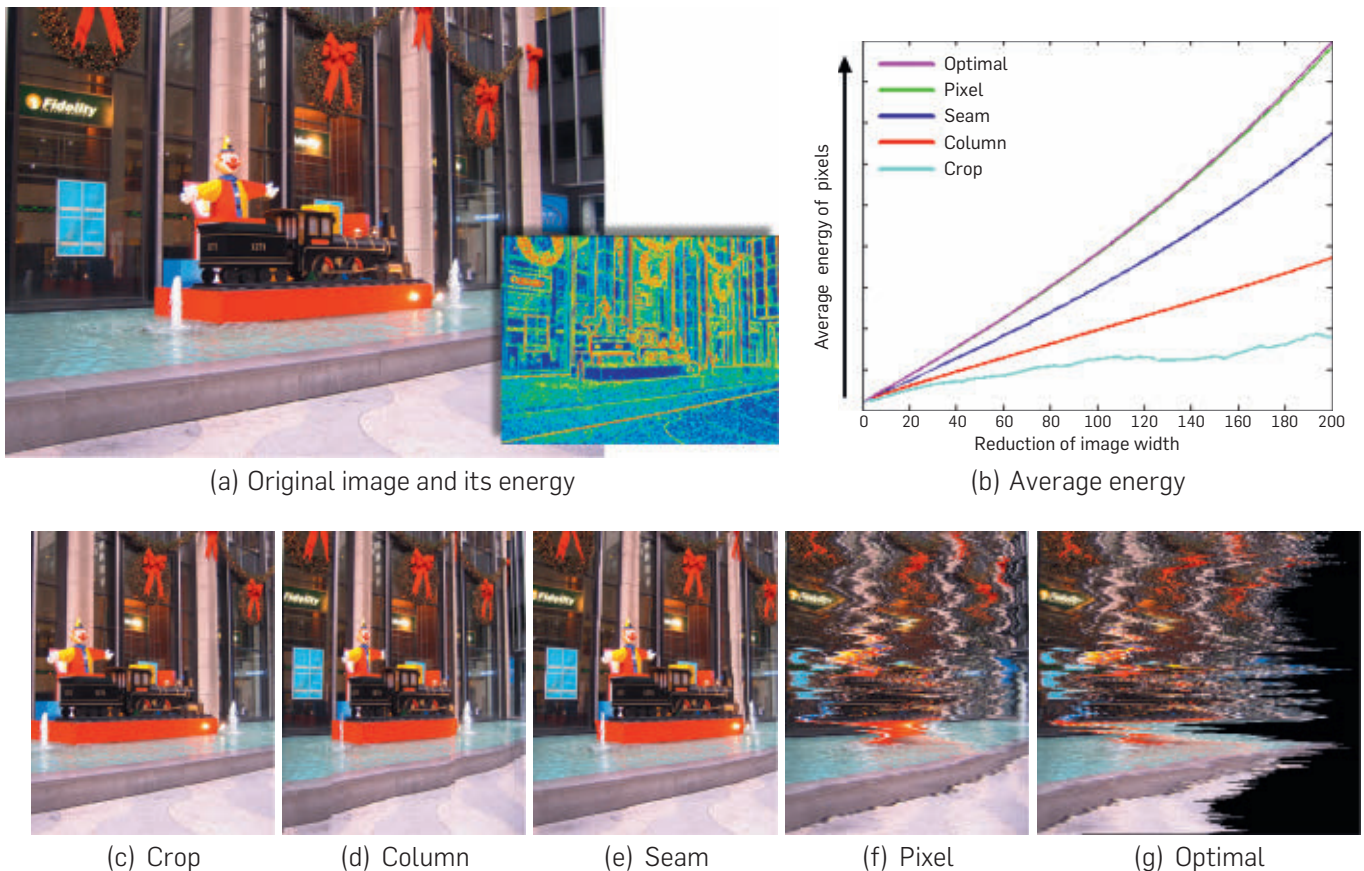 Fidelity
Optimal
Pixel
Seam
Column
Crop
Average energy of pixels
0 20 40 60 80 100 120 140 160 180 200
Reduction of image width
(a) Original image and its energy
(b) Average energy
Fidelity
Fidelity
Fidelity
(c) Crop
(d) Column
(e) Seam
(f) Pixel
(g) Optimal